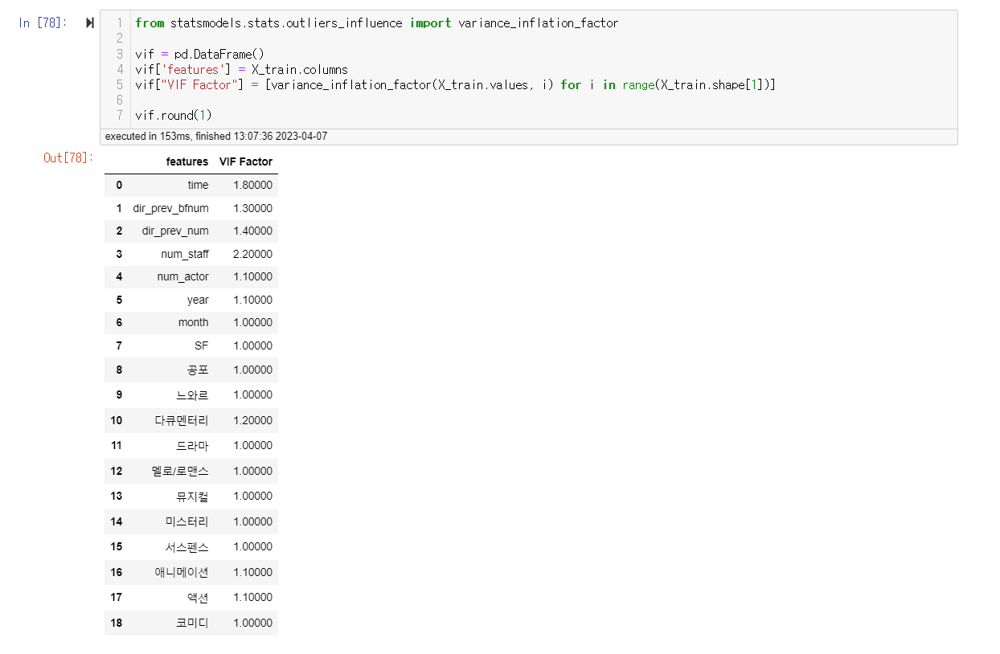 In [78]:
1 from statsmodels.stats.outliers_influence import variance_inflation_factor
2
3 vif = pd.DataFrame()
4 vif['features'] = X_train.columns
5 vif["VIF Factor"] = [variance_inflation_factor(X_train.values, i) for i in range(X_train.shape[1])]
6
7 vif.round(1)
executed in 153ms, finished 13:07:36 2023-04-07
Out[78]:
features VIF Factor
0 time 1.80000
1 dir_prev_bfnum 1.30000
2 dir_prev_num 1.40000
3 num_staff 2.20000
4 num_actor 1.10000
5 year 1.10000
6 month 1.00000
7 SF 1.00000
8 공포 1.00000
9 느와르 1.00000
10 다큐멘터리 1.20000
11 드라마 1.00000
12 멜로/로맨스 1.00000
13 뮤지컬 1.00000
14 미스터리 1.00000
15 서스펜스 1.00000
16 애니메이션 1.10000
17 액션 1.10000
18 코미디 1.00000